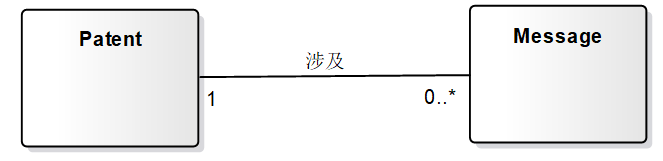 Patent
Message
涉及
1
0..*